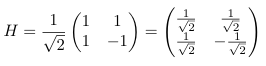 $H = \frac{1}{\sqrt{2}} \begin{pmatrix} 1 & 1 \\ 1 & -1 \end{pmatrix} = \begin{pmatrix} \frac{1}{\sqrt{2}} & \frac{1}{\sqrt{2}} \\ \frac{1}{\sqrt{2}} & -\frac{1}{\sqrt{2}} \end{pmatrix}$